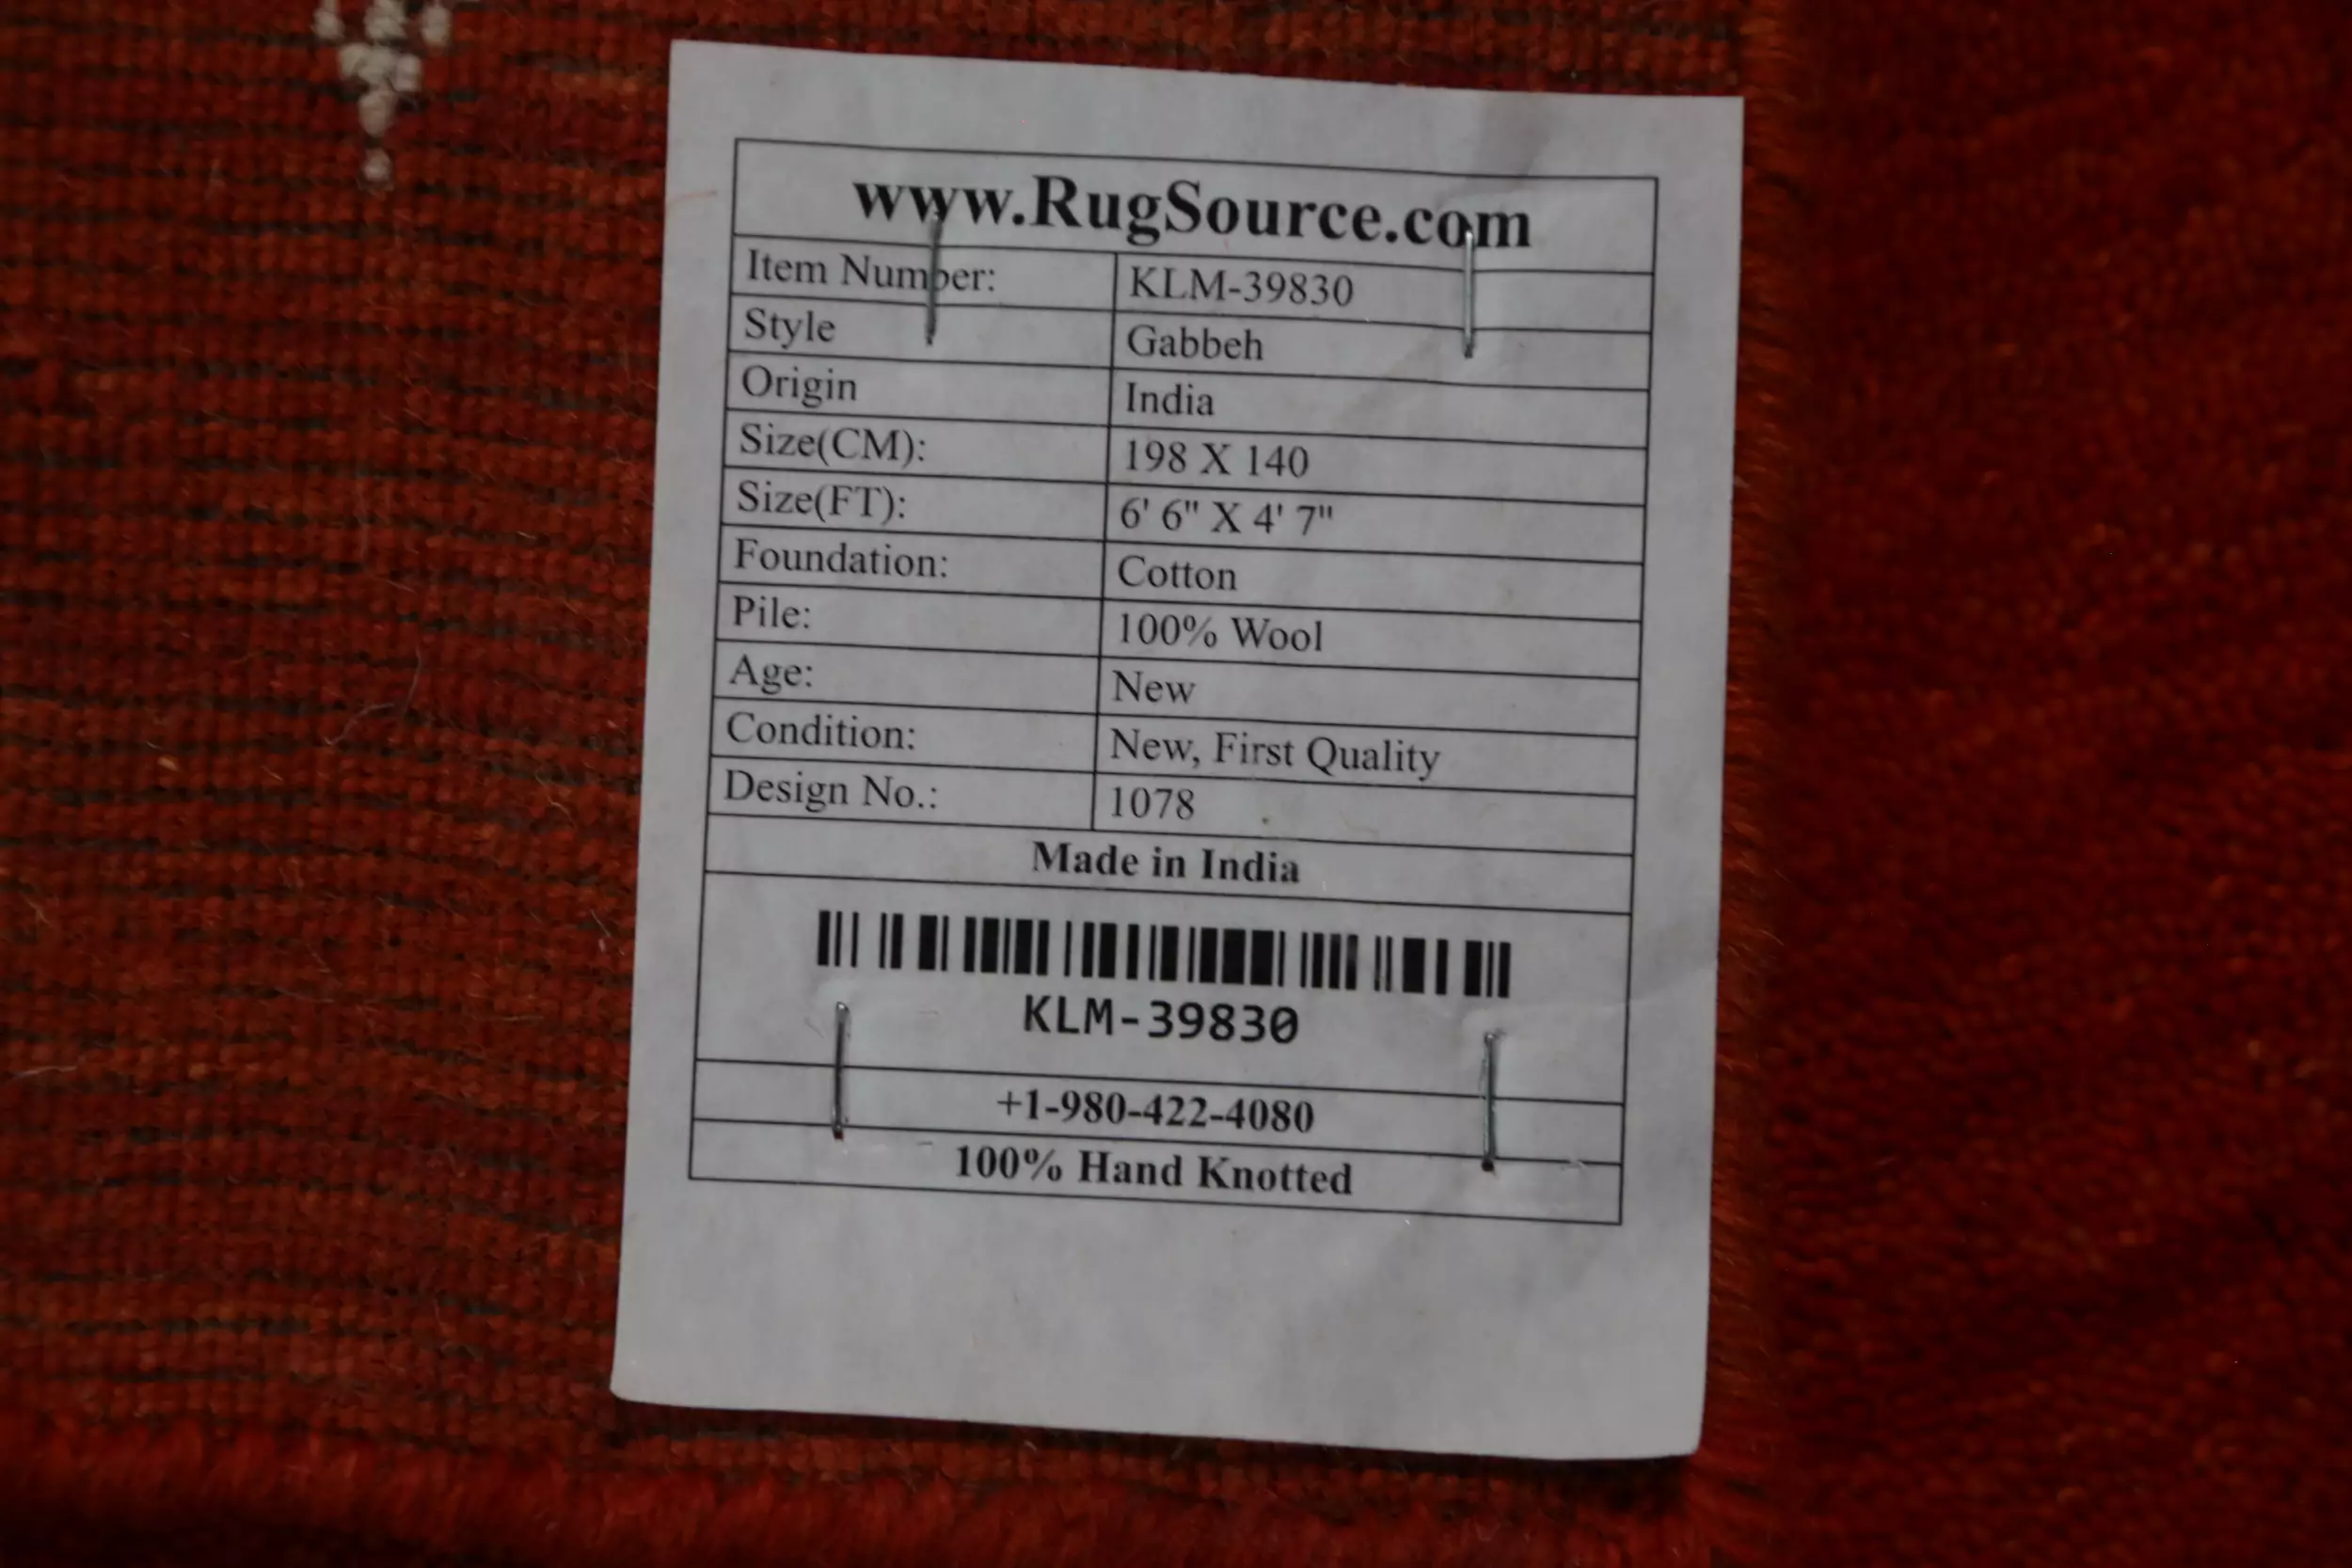 www.RugSource.com
Item Number: KLM-39830
Style Gabbeh
Origin India
Size(CM): 198 X 140
Size(FT): 6' 6" X 4' 7"
Foundation: Cotton
Pile: 100% Wool
Age: New
Condition: New, First Quality
Design No.: 1078
Made in India
KLM-39830
+1-980-422-4080
100% Hand Knotted